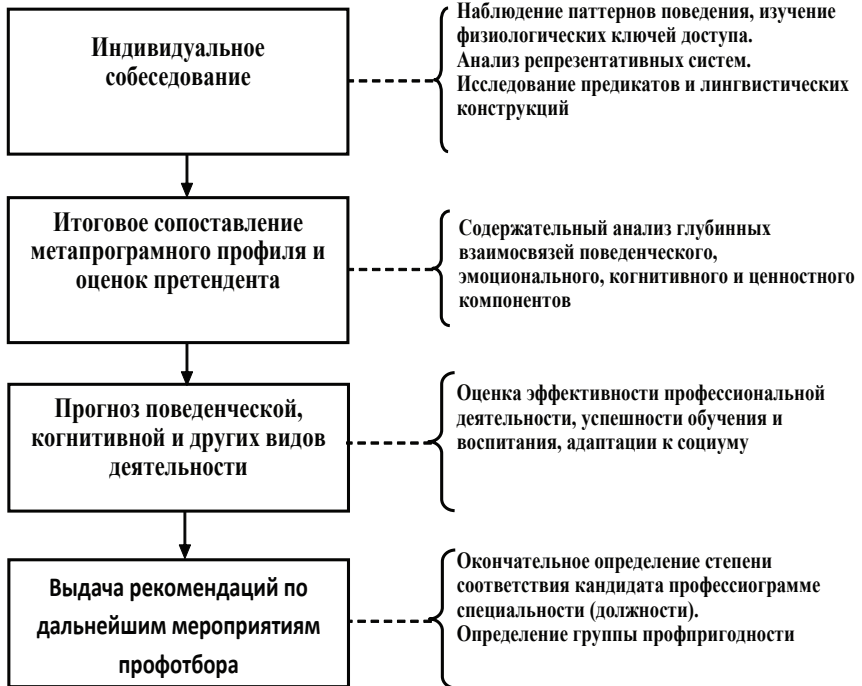 Индивидуальное
собеседование
Наблюдение паттернов поведения, изучение
физиологических ключей доступа.
Анализ репрезентативных систем.
Исследование предикатов и лингвистических
конструкций
Итоговое сопоставление
метапрограмного профиля и
оценок претендента
Содержательный анализ глубинных
взаимосвязей поведенческого,
эмоционального, когнитивного и ценностного
компонентов
Прогноз поведенческой,
когнитивной и других видов
деятельности
Оценка эффективности профессиональной
деятельности, успешности обучения и
воспитания, адаптации к социуму
Выдача рекомендаций по
дальнейшим мероприятиям
профотбора
Окончательное определение степени
соответствия кандидата профессиограмме
специальности (должности).
Определение группы профпригодности